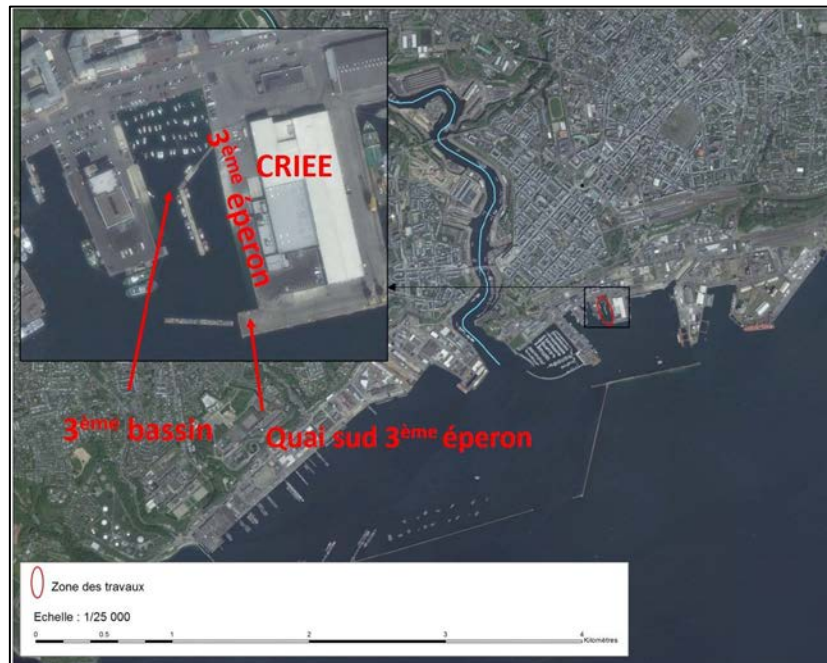 3ème éperon
CRIEE
3ème bassin
Quai sud 3ème éperon
Zone des travaux
Echelle : 1/25 000
0 0.5 1 2 3 4
Kilomètres